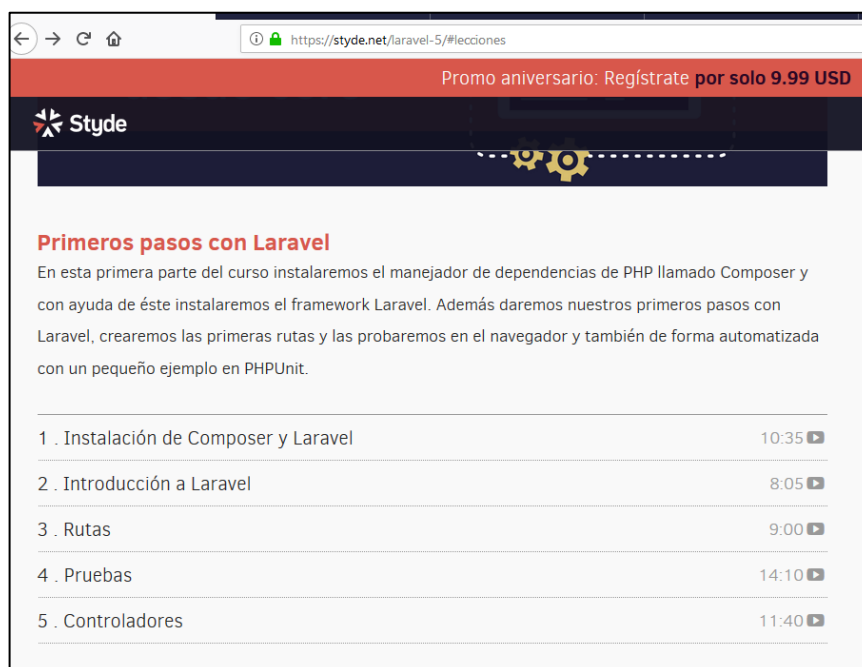 https://styde.net/laravel-5/#lecciones
Promo aniversario: Regístrate por solo 9.99 USD
Styde
Primeros pasos con Laravel
En esta primera parte del curso instalaremos el manejador de dependencias de PHP llamado Composer y
con ayuda de éste instalaremos el framework Laravel. Además daremos nuestros primeros pasos con
Laravel, crearemos las primeras rutas y las probaremos en el navegador y también de forma automatizada
con un pequeño ejemplo en PHPUnit.
1 . Instalación de Composer y Laravel 10:35
2 . Introducción a Laravel 8:05
3 . Rutas 9:00
4 . Pruebas 14:10
5 . Controladores 11:40